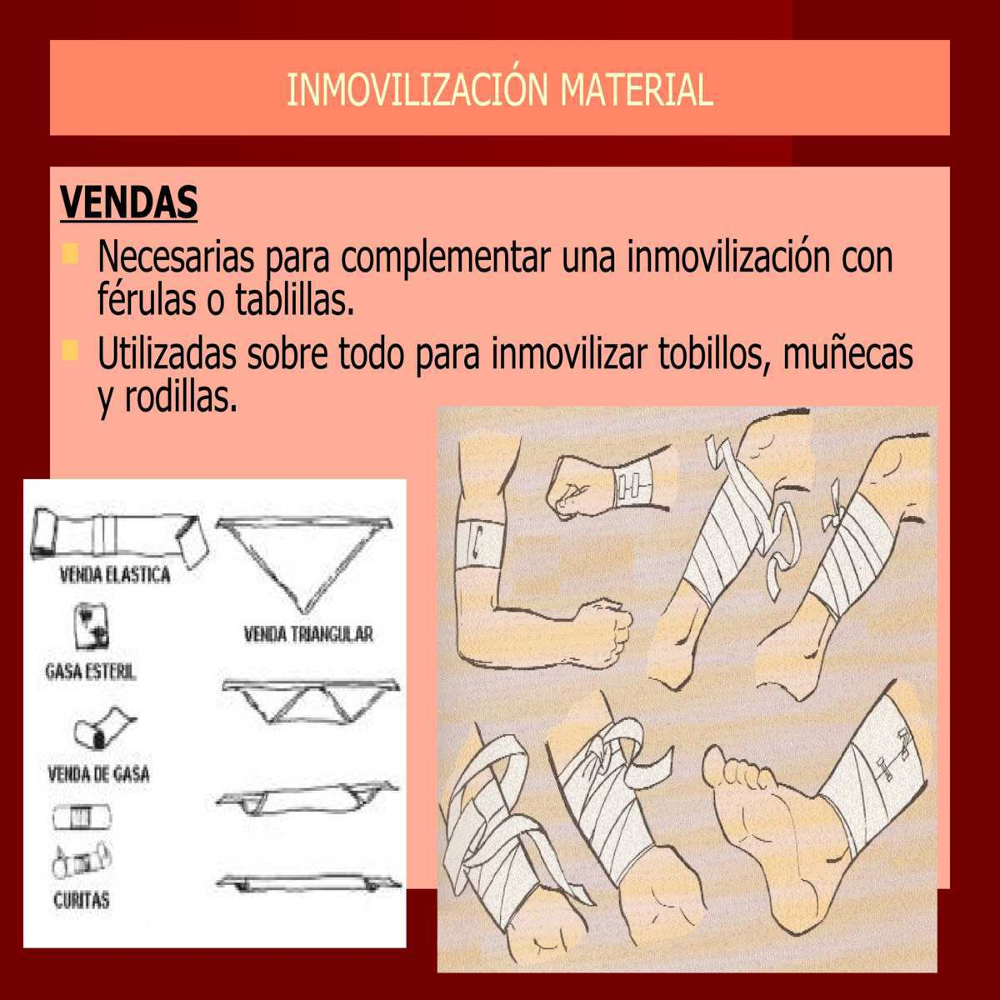 INMOVILIZACIÓN MATERIAL
VENDAS
Necesarias para complementar una inmovilización con
férulas o tablillas.
Utilizadas sobre todo para inmovilizar tobillos, muñecas
y rodillas.
VENDA ELASTICA
VENDA TRIANGULAR
GASA ESTERIL
VENDA DE GASA
CURITAS